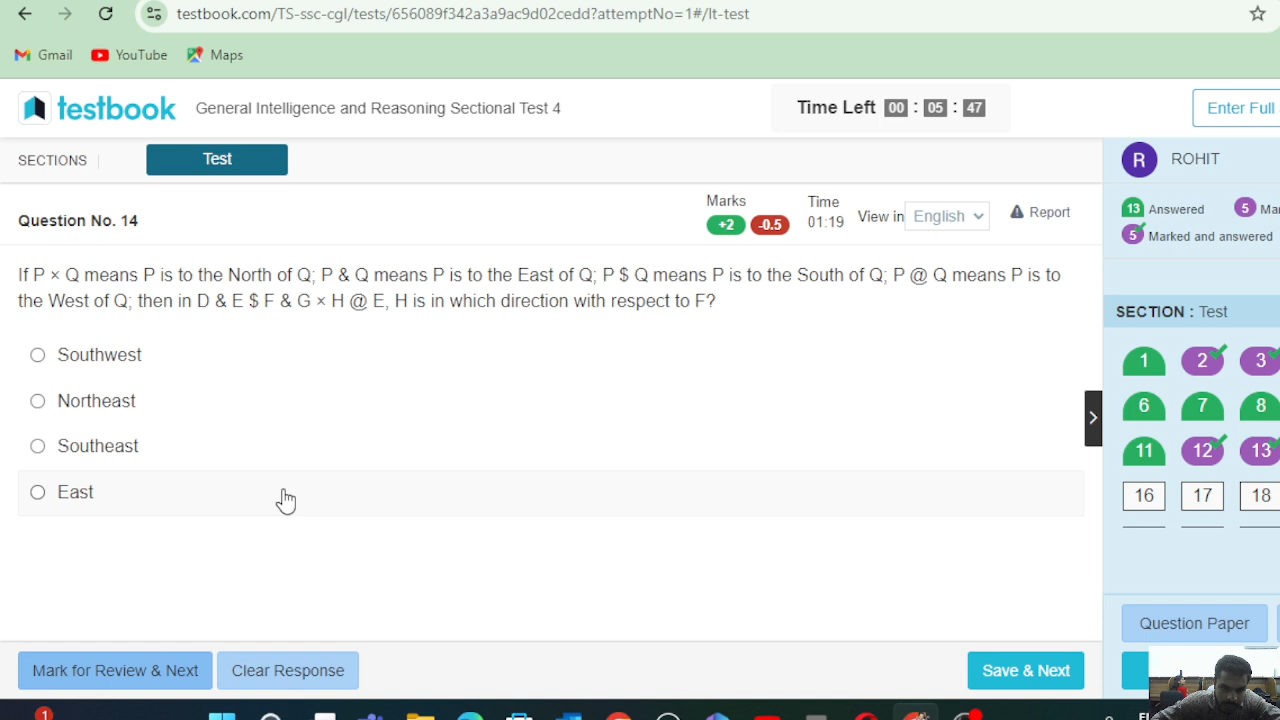 testbook.com/TS-ssc-cgl/tests/656089f342a3a9ac9d02cedd?attemptNo=1#/lt-test
Gmail YouTube Maps
testbook General Intelligence and Reasoning Sectional Test 4 Time Left 00 : 05 : 47 Enter Full
SECTIONS Test R ROHIT
Question No. 14 Marks +2 -0.5 Time 01:19 View in English Report
13 Answered 5
5 Marked and answered
If P × Q means P is to the North of Q; P & Q means P is to the East of Q; P $ Q means P is to the South of Q; P @ Q means P is to
the West of Q; then in D & E $ F & G × H @ E, H is in which direction with respect to F?
SECTION : Test
Southwest
Northeast
Southeast
East
1 2 3
6 7 8
11 12 13
16 17 18
Question Paper
Mark for Review & Next Clear Response Save & Next
1